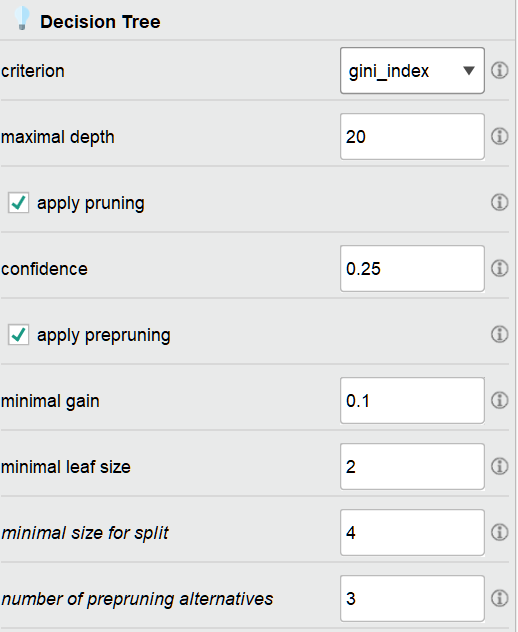 Decision Tree
criterion gini_index
maximal depth 20
apply pruning
confidence 0.25
apply prepruning
minimal gain 0.1
minimal leaf size 2
minimal size for split 4
number of prepruning alternatives 3